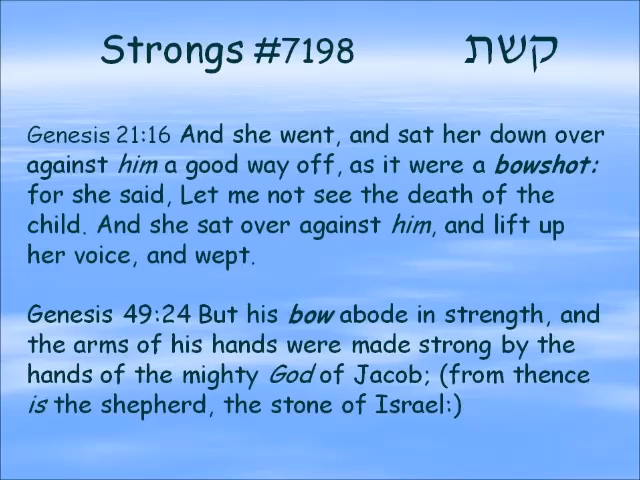 Strongs #7198 קשת
Genesis 21:16 And she went, and sat her down over
against him a good way off, as it were a bowshot:
for she said, Let me not see the death of the
child. And she sat over against him, and lift up
her voice, and wept.
Genesis 49:24 But his bow abode in strength, and
the arms of his hands were made strong by the
hands of the mighty God of Jacob; (from thence
is the shepherd, the stone of Israel:)